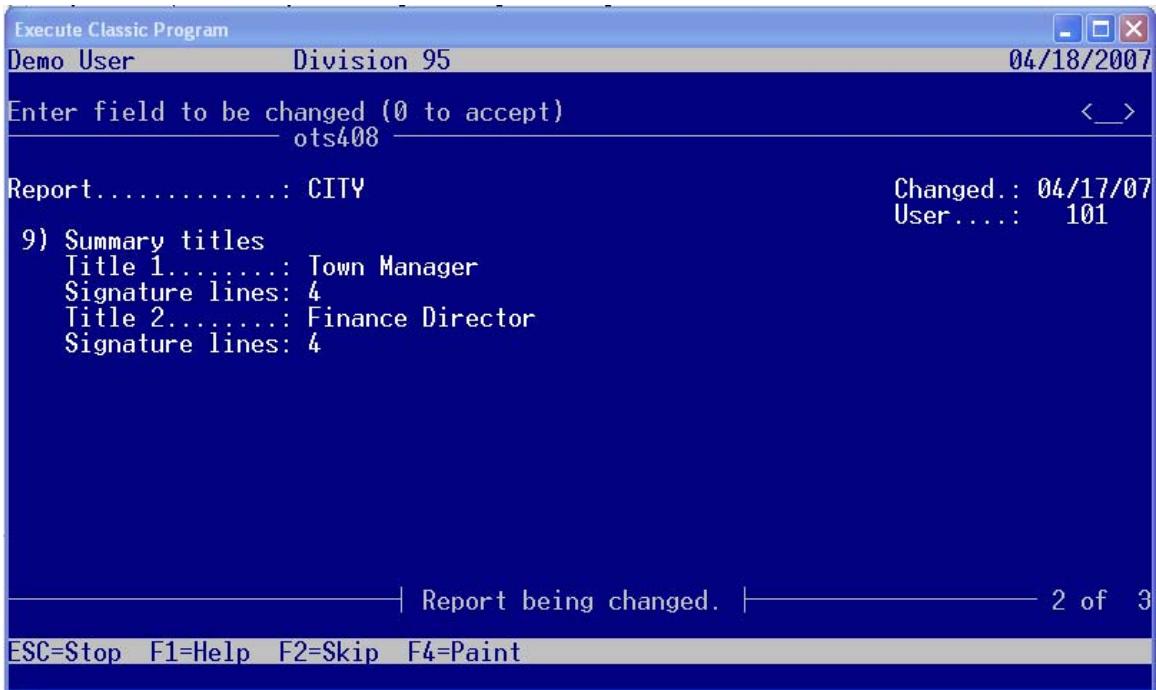 Execute Classic Program
Demo User Division 95 04/18/2007
Enter field to be changed (0 to accept) <__>
ots408
Report.............: CITY Changed.: 04/17/07
User....: 101
9) Summary titles
Title 1........: Town Manager
Signature lines: 4
Title 2........: Finance Director
Signature lines: 4
Report being changed. 2 of 3
ESC=Stop F1=Help F2=Skip F4=Paint